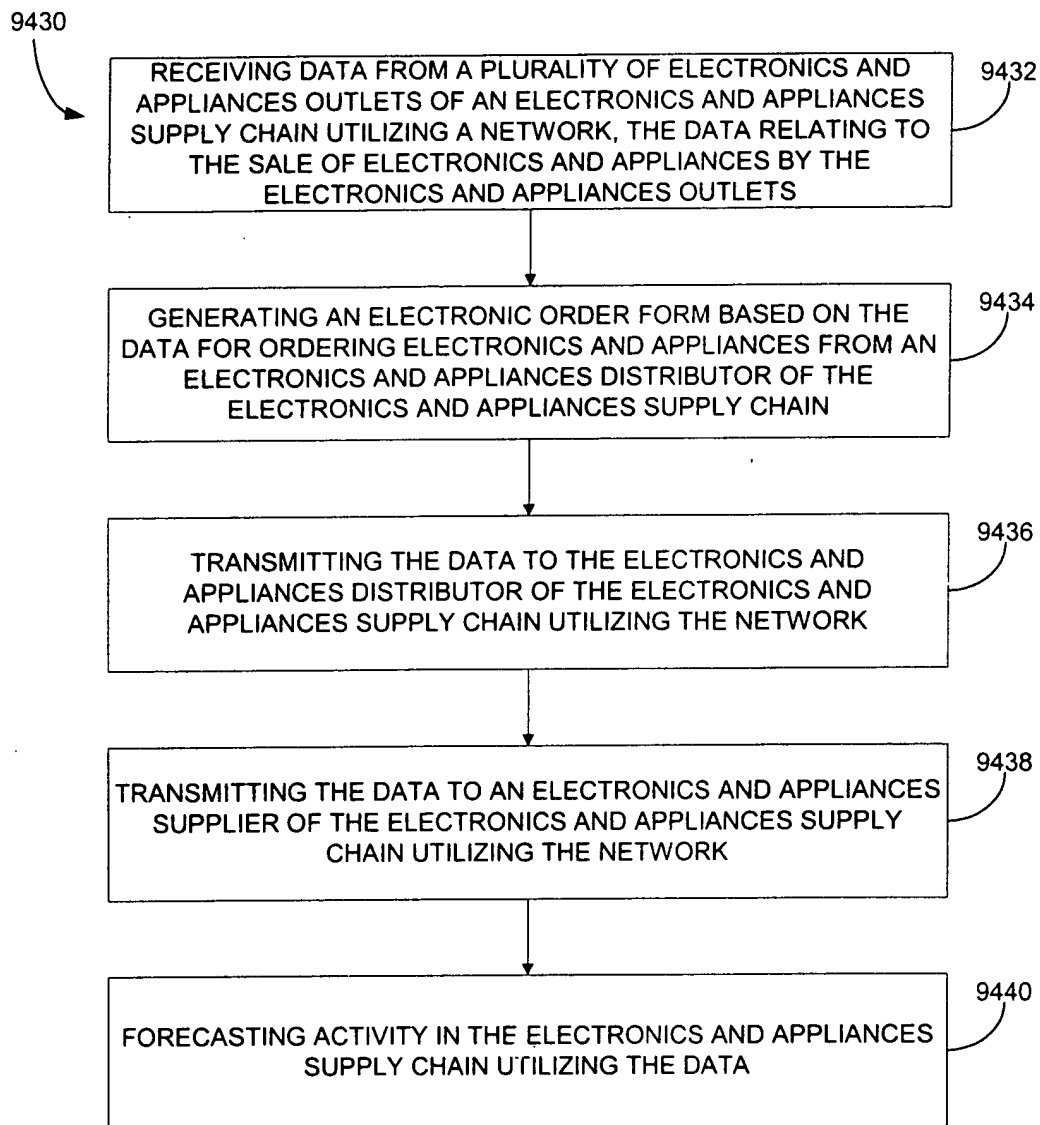 9430
RECEIVING DATA FROM A PLURALITY OF ELECTRONICS AND
APPLIANCES OUTLETS OF AN ELECTRONICS AND APPLIANCES
SUPPLY CHAIN UTILIZING A NETWORK, THE DATA RELATING TO
THE SALE OF ELECTRONICS AND APPLIANCES BY THE
ELECTRONICS AND APPLIANCES OUTLETS
9432
GENERATING AN ELECTRONIC ORDER FORM BASED ON THE
DATA FOR ORDERING ELECTRONICS AND APPLIANCES FROM AN
ELECTRONICS AND APPLIANCES DISTRIBUTOR OF THE
ELECTRONICS AND APPLIANCES SUPPLY CHAIN
9434
TRANSMITTING THE DATA TO THE ELECTRONICS AND
APPLIANCES DISTRIBUTOR OF THE ELECTRONICS AND
APPLIANCES SUPPLY CHAIN UTILIZING THE NETWORK
9436
TRANSMITTING THE DATA TO AN ELECTRONICS AND APPLIANCES
SUPPLIER OF THE ELECTRONICS AND APPLIANCES SUPPLY
CHAIN UTILIZING THE NETWORK
9438
FORECASTING ACTIVITY IN THE ELECTRONICS AND APPLIANCES
SUPPLY CHAIN UTILIZING THE DATA
9440